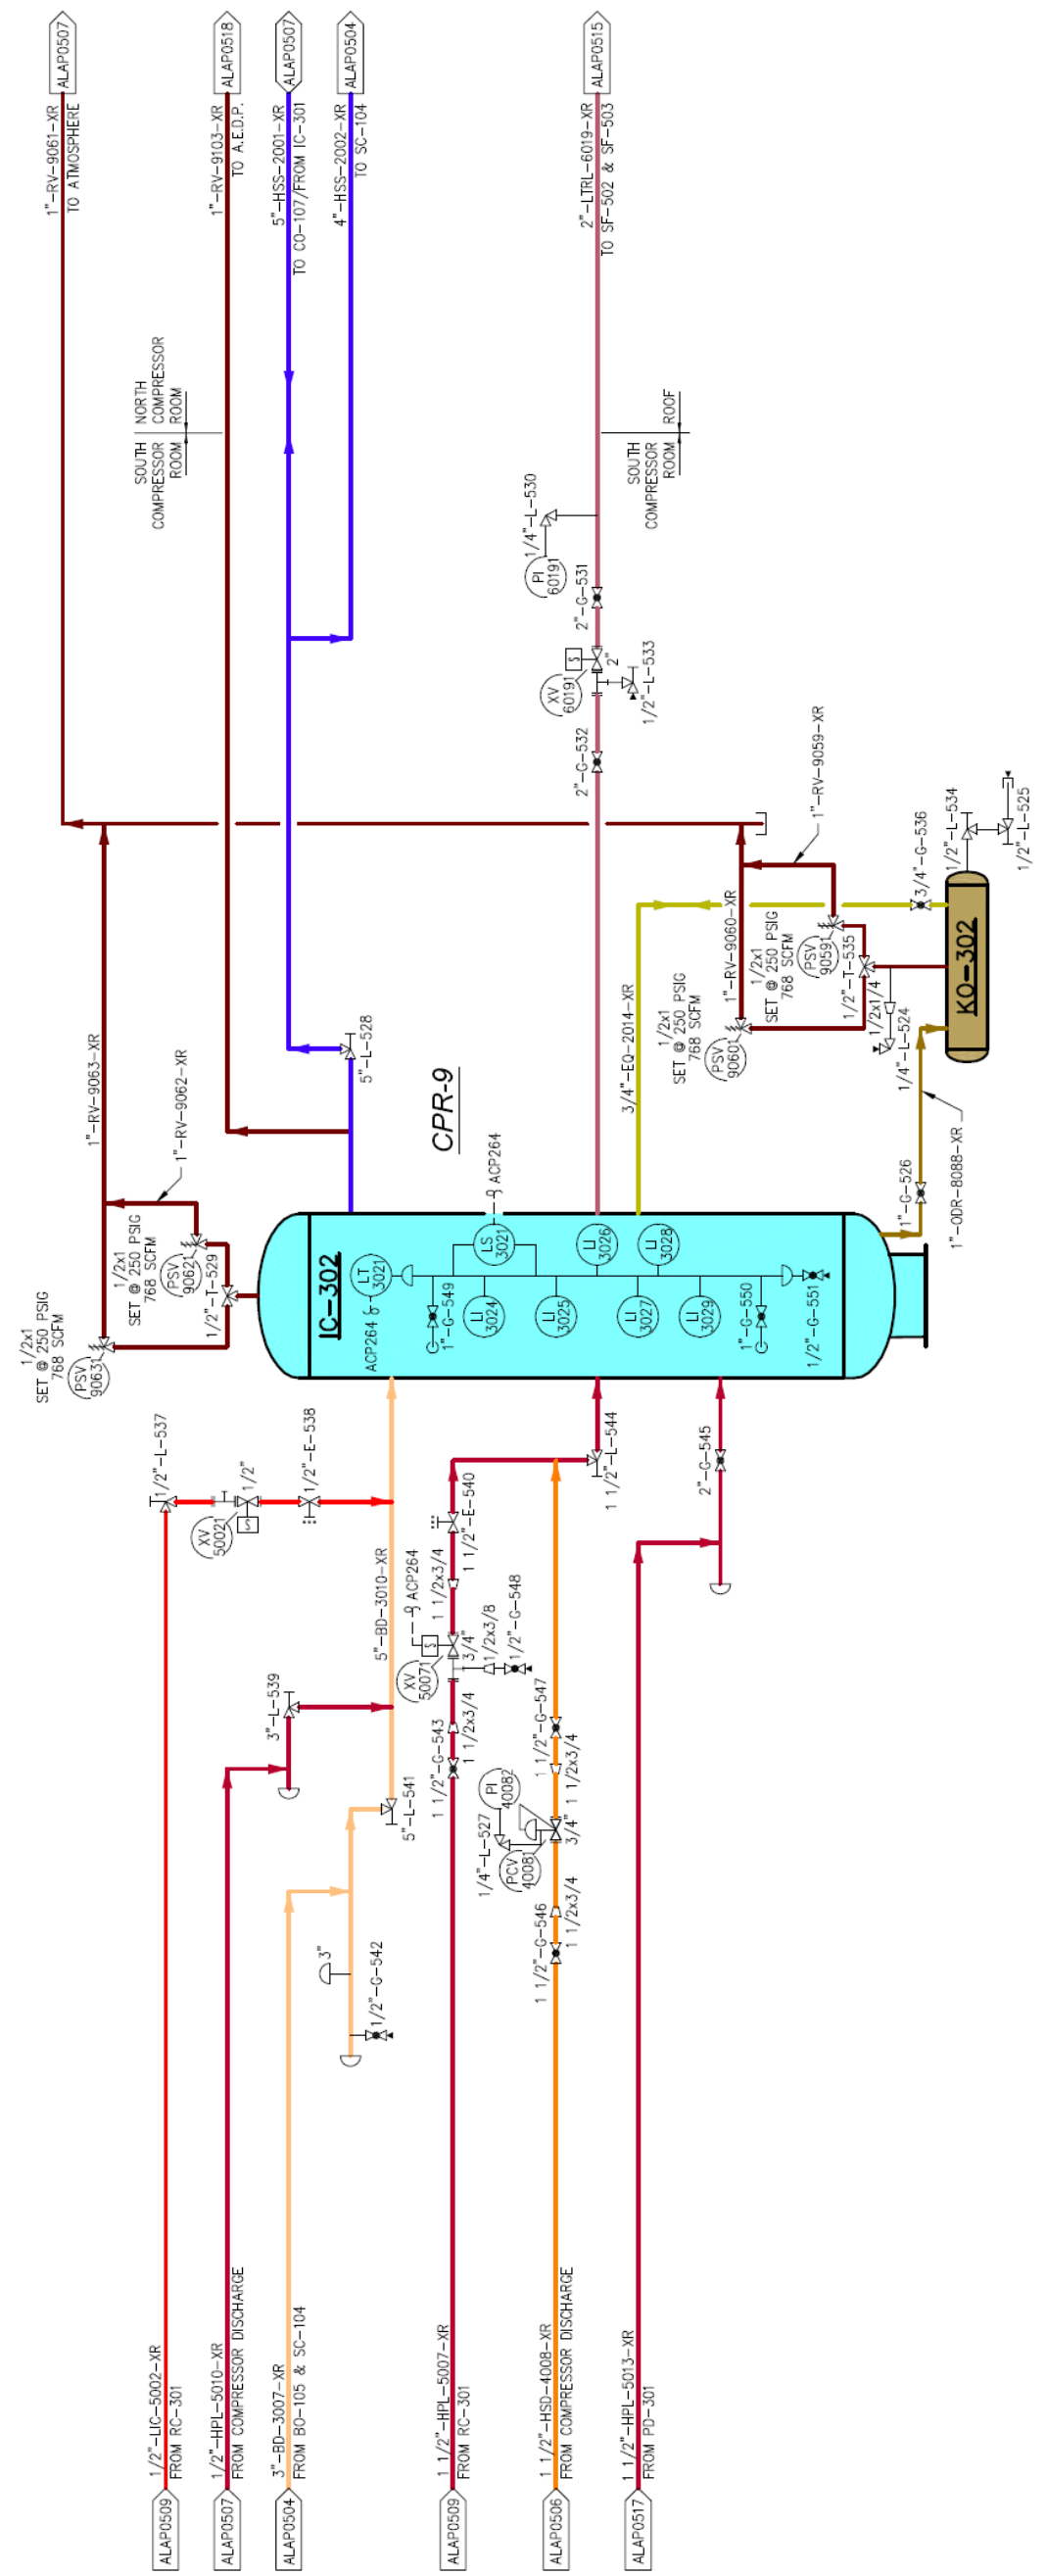 ALAP0509
1/2"-LIC-5002-XR
FROM RC-301
ALAP0507
1/2"-HPL-5010-XR
FROM COMPRESSOR DISCHARGE
ALAP0504
3"-BD-3007-XR
FROM BO-105 & SC-104
ALAP0509
1 1/2"-HPL-5007-XR
FROM RC-301
ALAP0506
1 1/2"-HSD-4008-XR
FROM COMPRESSOR DISCHARGE
ALAP0517
1 1/2"-HPL-5013-XR
FROM PD-301
1/2"-L-537
XV
50021
S
1/2"
1/2"-E-538
3"-L-539
5"-BD-3010-XR
5"-L-541
3"
1/2"-G-542
1 1/2"-G-543
1 1/2x3/4
XV
50071
S
ACP264
3/4"
1/2x3/8
1/2"-G-548
1 1/2x3/4
1 1/2"-E-540
1 1/2"-L-544
1 1/2"-G-546
1 1/2x3/4
1/4"-L-527
PCV
40081
PI
40082
3/4"
1 1/2x3/4
1 1/2"-G-547
2"-G-545
1/2x1
SET @ 250 PSIG
768 SCFM
PSV
90631
1/2x1
SET @ 250 PSIG
768 SCFM
PSV
90621
1/2"-T-529
1"-RV-9063-XR
1"-RV-9062-XR
IC-302
ACP264
LT
3021
LS
3021
ACP264
1"-G-549
LI
3024
LI
3025
LI
3026
LI
3027
LI
3028
LI
3029
1"-G-550
1/2"-G-551
CPR-9
5"-L-528
1"-RV-9061-XR
TO ATMOSPHERE
ALAP0507
1"-RV-9103-XR
TO A.E.D.P.
ALAP0518
5"-HSS-2001-XR
TO CO-107/FROM IC-301
ALAP0507
4"-HSS-2002-XR
TO SC-104
ALAP0504
2"-LTRL-6019-XR
TO SF-502 & SF-503
ALAP0515
SOUTH
COMPRESSOR
ROOM
NORTH
COMPRESSOR
ROOM
SOUTH
COMPRESSOR
ROOM
ROOF
2"-G-532
XV
60191
S
2"
1/2"-L-533
2"-G-531
PI
60191
1/4"-L-530
3/4"-EQ-2014-XR
1/2x1
SET @ 250 PSIG
768 SCFM
PSV
90601
1"-RV-9060-XR
1/2x1
SET @ 250 PSIG
768 SCFM
PSV
90591
1"-RV-9059-XR
1/2"-T-535
1/2x1/4
1/4"-L-524
3/4"-G-536
1/2"-L-534
1/2"-L-525
KO-302
1"-G-526
1"-ODR-8088-XR